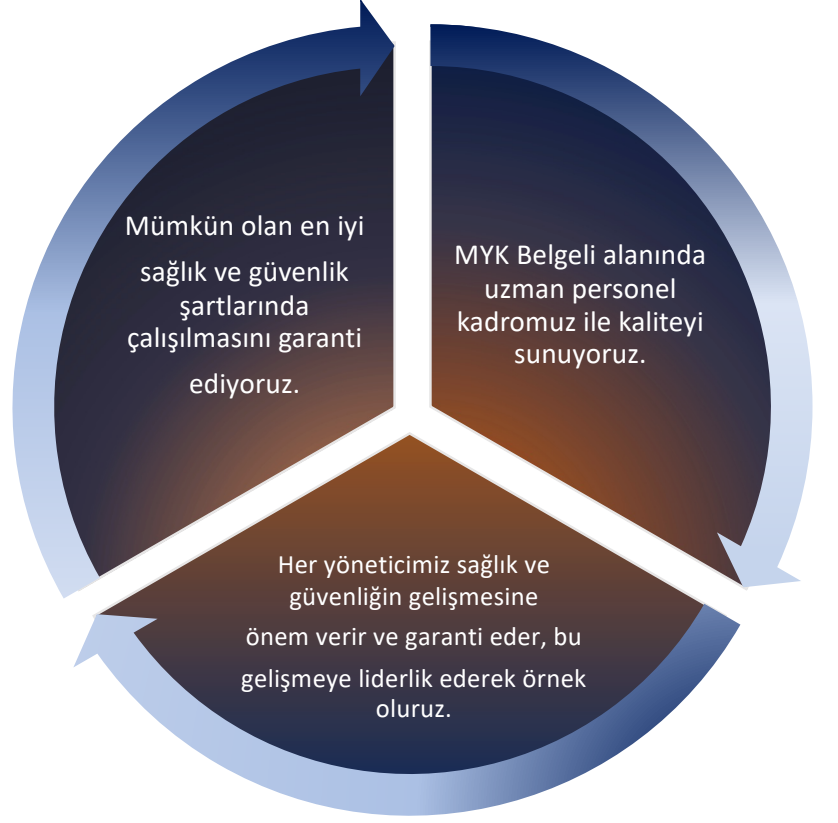 Mümkün olan en iyi
sağlık ve güvenlik
şartlarında
çalışılmasını garanti
ediyoruz.
MYK Belgeli alanında
uzman personel
kadromuz ile kaliteyi
sunuyoruz.
Her yöneticimiz sağlık ve
güvenliğin gelişmesine
önem verir ve garanti eder, bu
gelişmeye liderlik ederek örnek
oluruz.